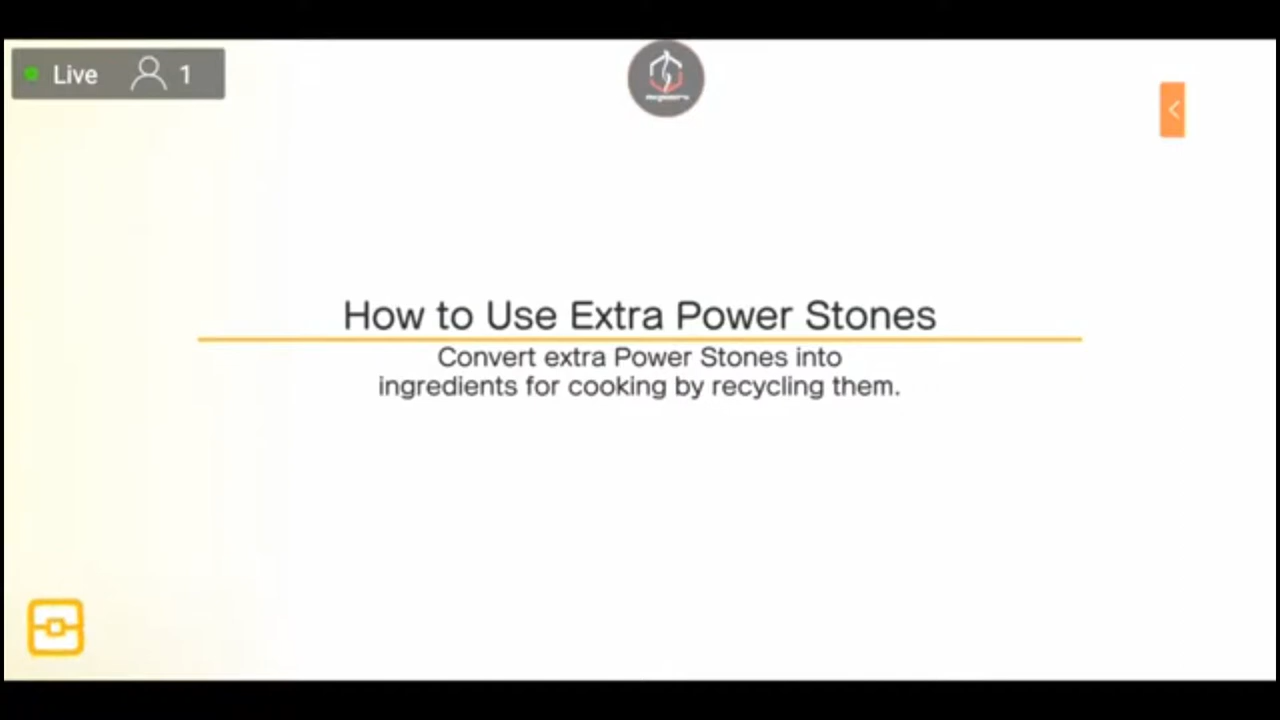 Live 1
How to Use Extra Power Stones
Convert extra Power Stones into
ingredients for cooking by recycling them.